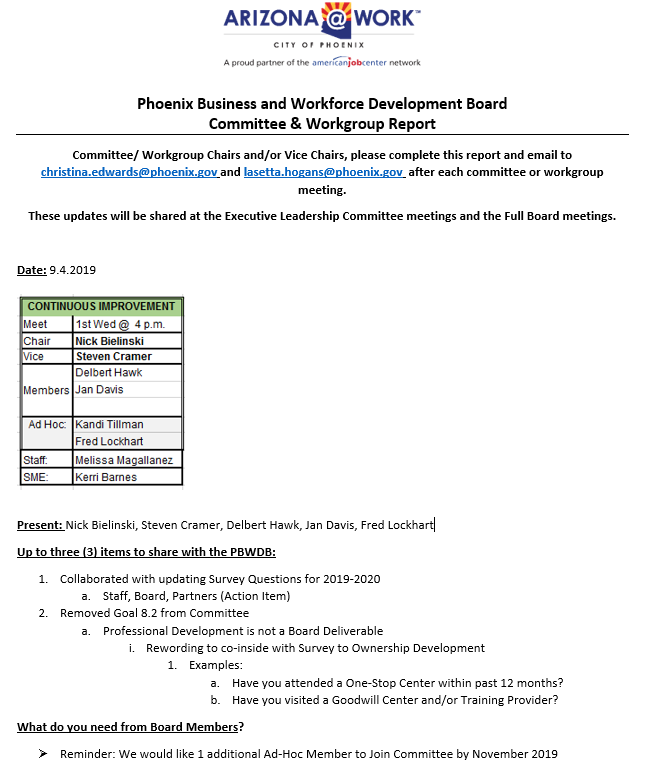 ARIZONA@WORK™
CITY OF PHOENIX
A proud partner of the americanjobcenter network
Phoenix Business and Workforce Development Board
Committee & Workgroup Report
Committee/ Workgroup Chairs and/or Vice Chairs, please complete this report and email to
christina.edwards@phoenix.gov and lasetta.hogans@phoenix.gov after each committee or workgroup
meeting.
These updates will be shared at the Executive Leadership Committee meetings and the Full Board meetings.
Date: 9.4.2019
CONTINUOUS IMPROVEMENT
Meet 1st Wed @ 4 p.m.
Chair Nick Bielinski
Vice Steven Cramer
Delbert Hawk
Members Jan Davis
Ad Hoc: Kandi Tillman
Fred Lockhart
Staff: Melissa Magallanez
SME: Kerri Barnes
Present: Nick Bielinski, Steven Cramer, Delbert Hawk, Jan Davis, Fred Lockhart
Up to three (3) items to share with the PBWDB:
1. Collaborated with updating Survey Questions for 2019-2020
a. Staff, Board, Partners (Action Item)
2. Removed Goal 8.2 from Committee
a. Professional Development is not a Board Deliverable
i. Rewording to co-inside with Survey to Ownership Development
1. Examples:
a. Have you attended a One-Stop Center within past 12 months?
b. Have you visited a Goodwill Center and/or Training Provider?
What do you need from Board Members?
➢ Reminder: We would like 1 additional Ad-Hoc Member to Join Committee by November 2019